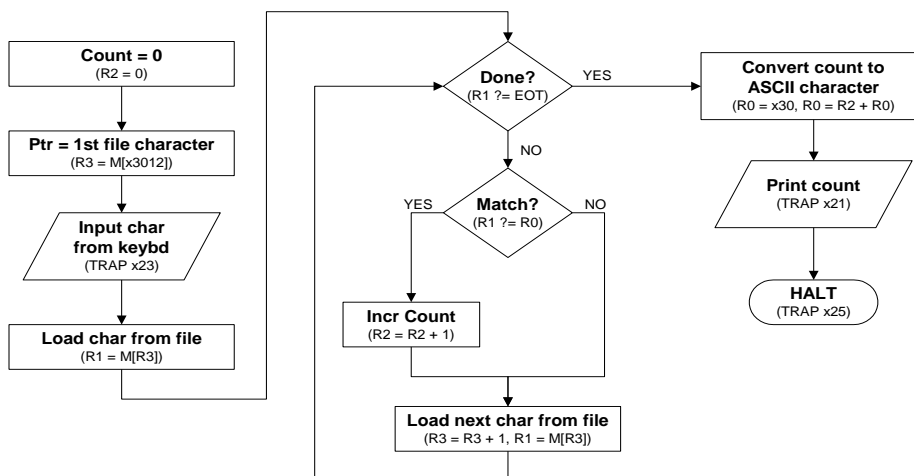 Count = 0
(R2 = 0)
Ptr = 1st file character
(R3 = M[x3012])
Input char
from keybd
(TRAP x23)
Load char from file
(R1 = M[R3])
Done?
(R1 ?= EOT)
YES
NO
Match?
(R1 ?= R0)
YES
NO
Incr Count
(R2 = R2 + 1)
Load next char from file
(R3 = R3 + 1, R1 = M[R3])
Convert count to
ASCII character
(R0 = x30, R0 = R2 + R0)
Print count
(TRAP x21)
HALT
(TRAP x25)